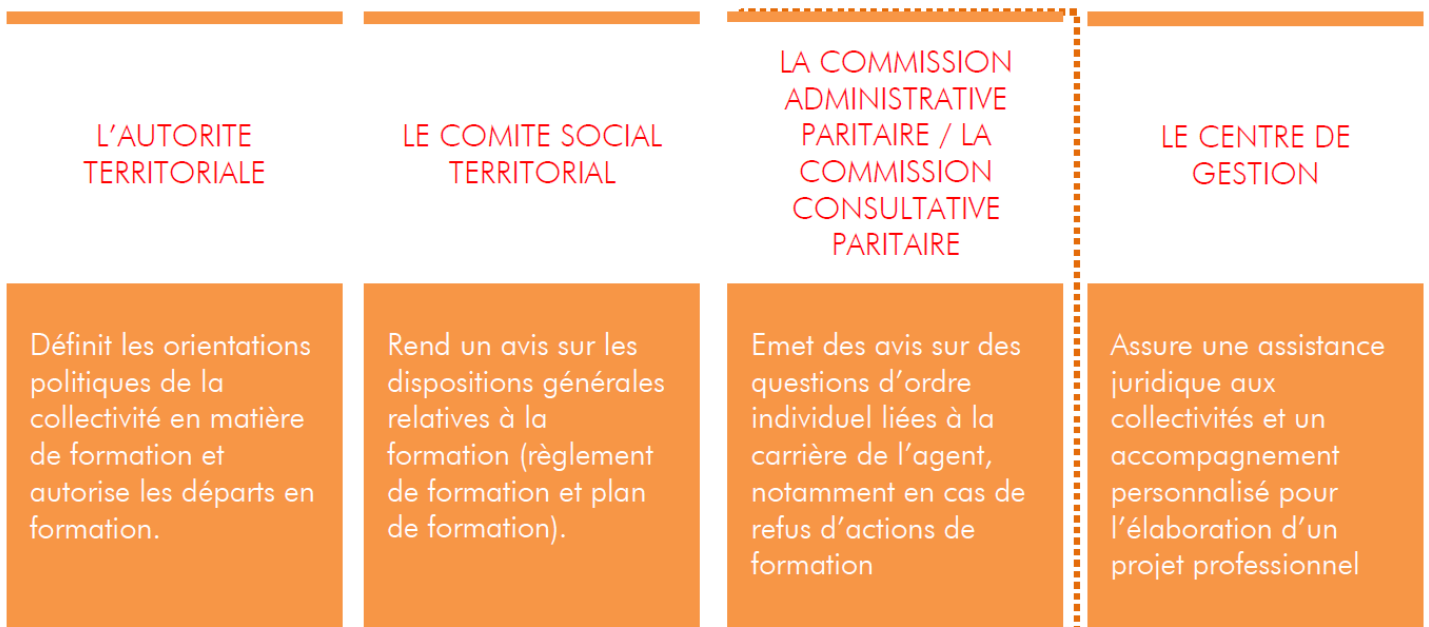 L'AUTORITE
TERRITORIALE
Définit les orientations
politiques de la
collectivité en matière
de formation et
autorise les départs en
formation.
LE COMITE SOCIAL
TERRITORIAL
Rend un avis sur les
dispositions générales
relatives à la
formation (règlement
de formation et plan
de formation).
LA COMMISSION
ADMINISTRATIVE
PARITAIRE / LA
COMMISSION
CONSULTATIVE
PARITAIRE
Emet des avis sur des
questions d'ordre
individuel liées à la
carrière de l'agent,
notamment en cas de
refus d'actions de
formation
LE CENTRE DE
GESTION
Assure une assistance
juridique aux
collectivités et un
accompagnement
personnalisé pour
l'élaboration d'un
projet professionnel